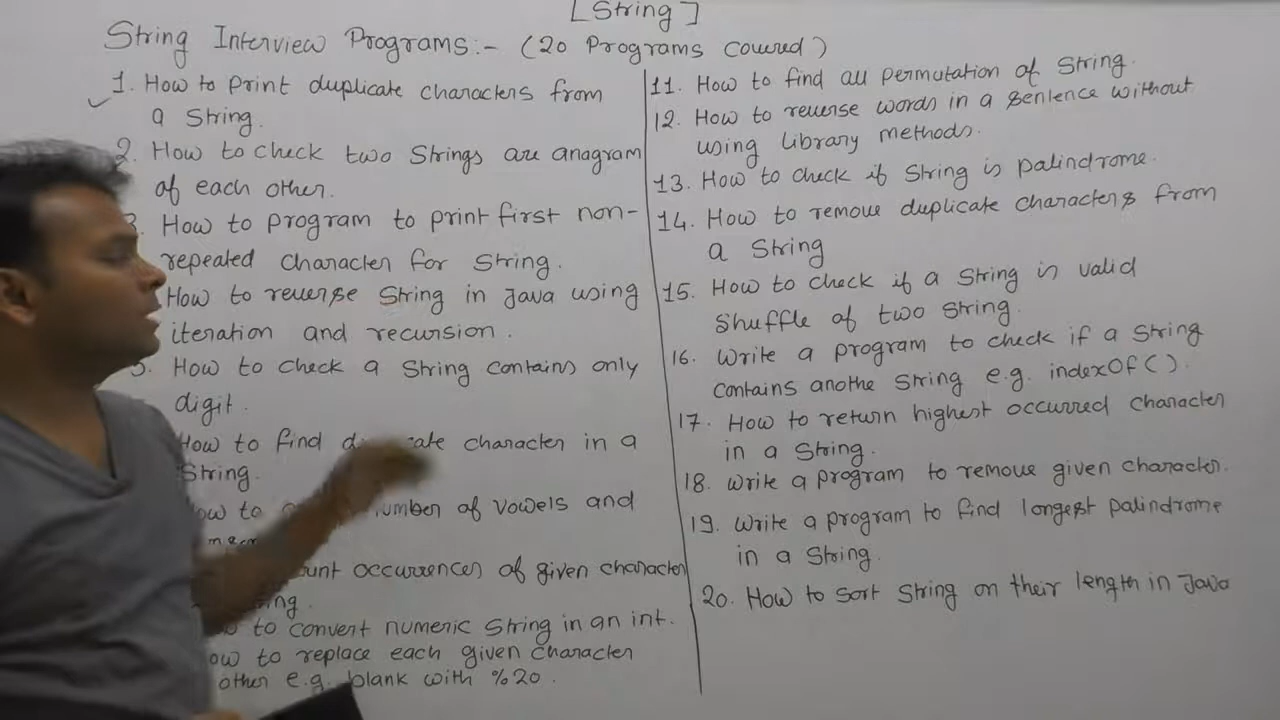 [String]
String Interview Programs:- (20 Programs covered)
1. How to print duplicate characters from
a String.
2. How to check two Strings are anagram
of each other.
3. How to program to print first non-
repeated character for String.
How to reverse String in Java using
iteration and recursion.
5. How to check a String contains only
digit.
How to find character in a
String.
to number of vowels and
occurrences of given character
to convert numeric String in an int.
to replace each given character
other e.g. blank with %20.
11. How to find all permutation of String.
12. How to reverse words in a sentence without
using library methods.
13. How to check if String is palindrome.
14. How to remove duplicate characters from
a String
15. How to check if a String is valid
shuffle of two String.
16. Write a program to check if a String
contains anothe String e.g. indexOf().
17. How to return highest occurred character
in a String.
18. Write a program to remove given character.
19. Write a program to find longest palindrome
in a String.
20. How to sort String on their length in Java